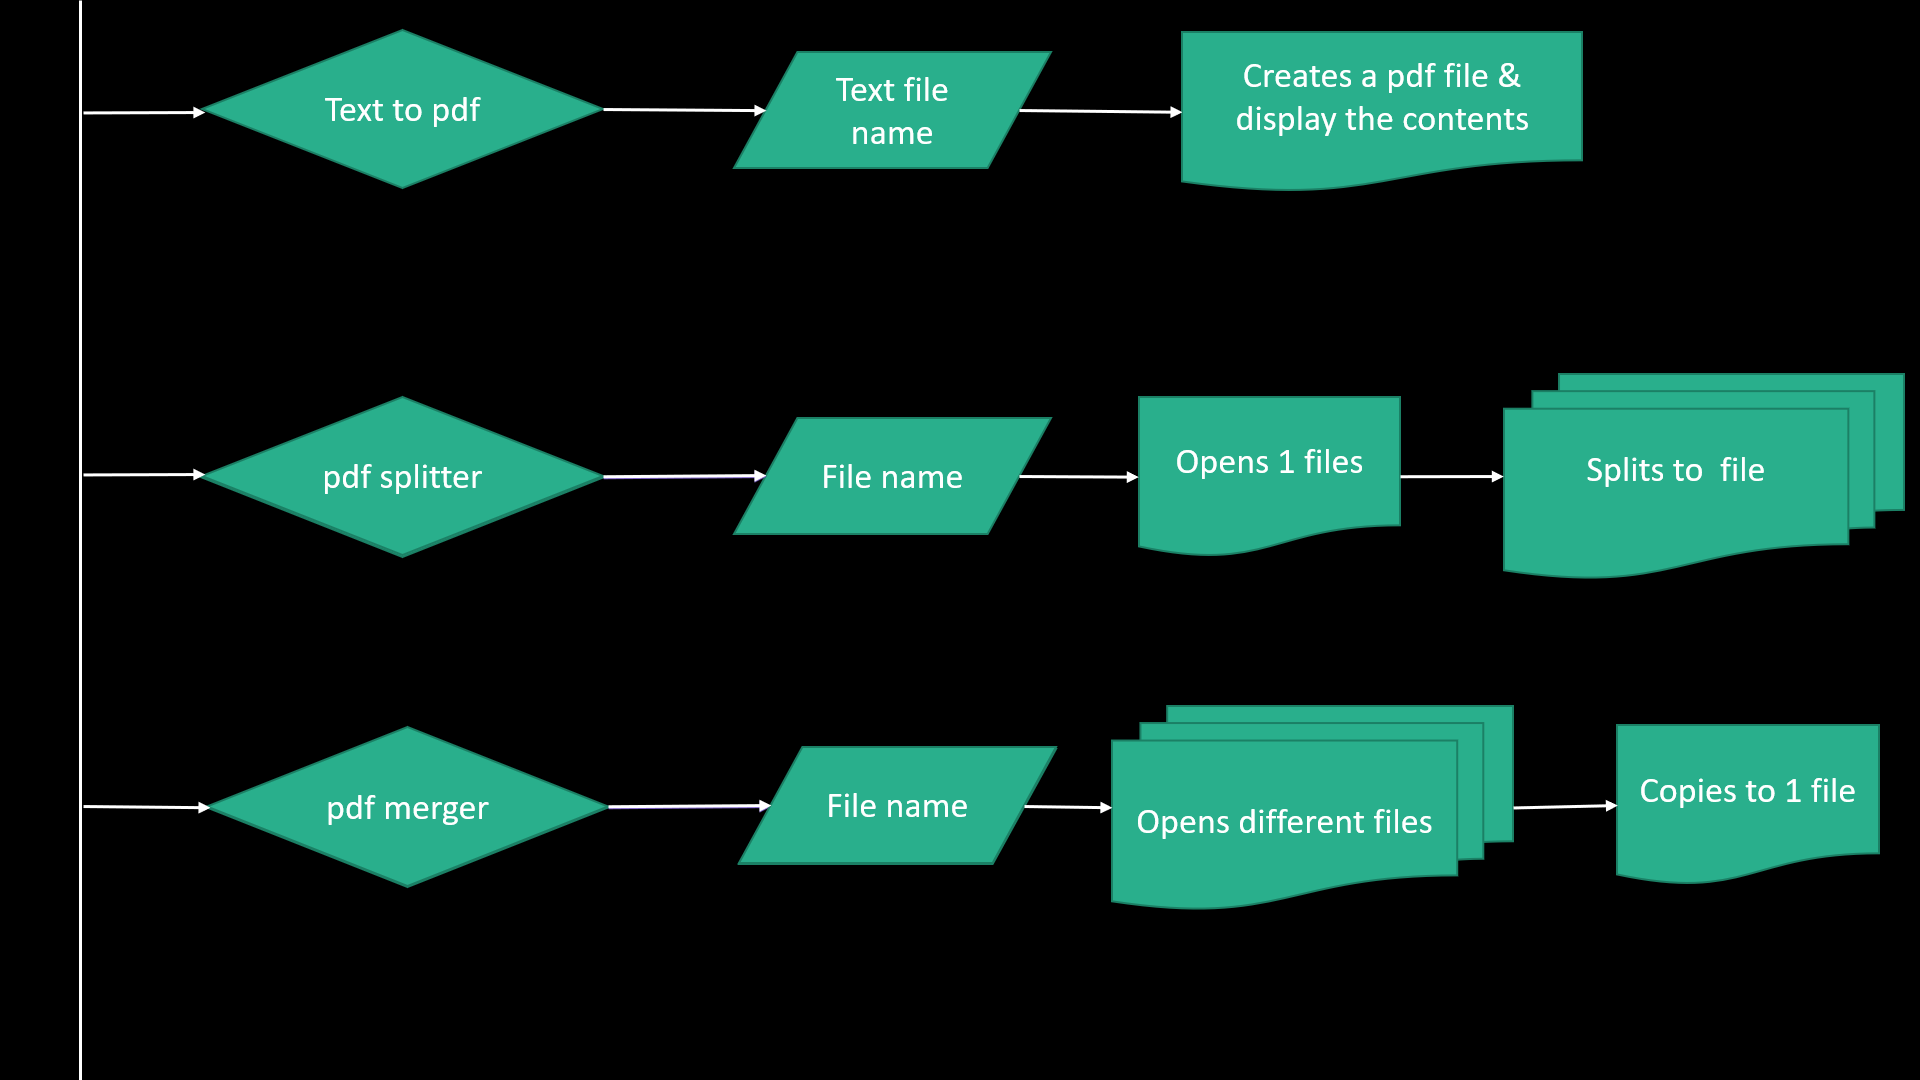 Text to pdf
Text file
name
Creates a pdf file &
display the contents
pdf splitter
File name
Opens 1 files
Splits to  file
pdf merger
File name
Opens different files
Copies to 1 file